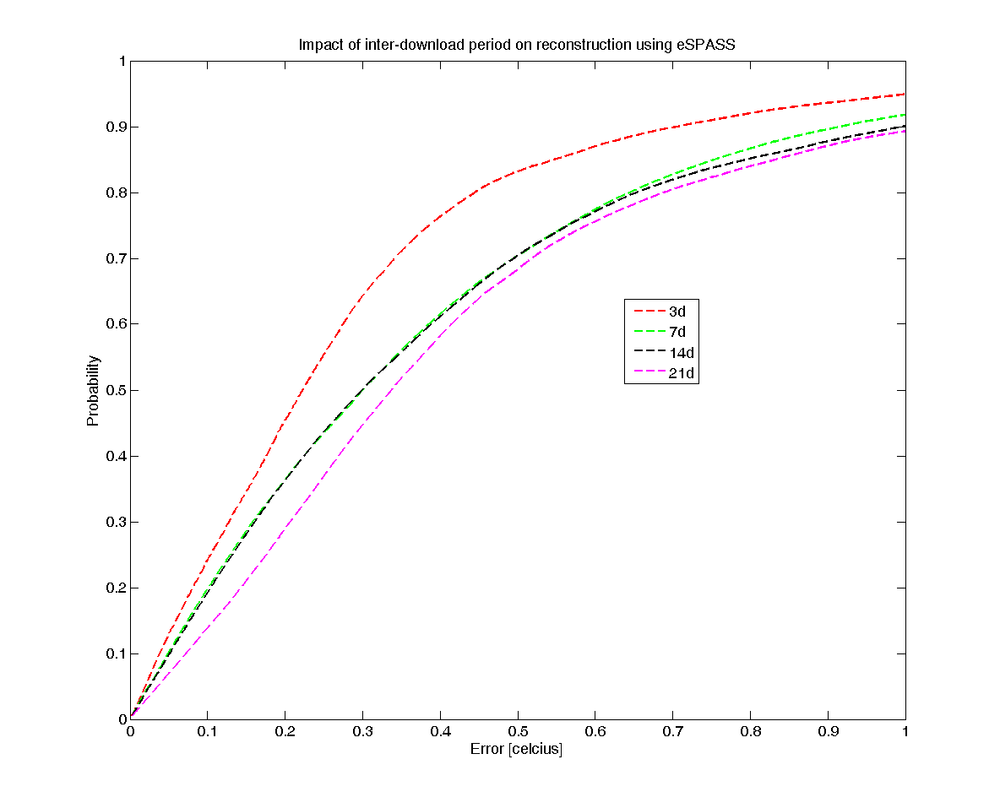 Impact of inter-download period on reconstruction using eSPASS
1
0.9
0.8
0.7
0.6
0.5
0.4
0.3
0.2
0.1
0
Probability
3d
7d
14d
21d
0 0.1 0.2 0.3 0.4 0.5 0.6 0.7 0.8 0.9 1
Error [celcius]